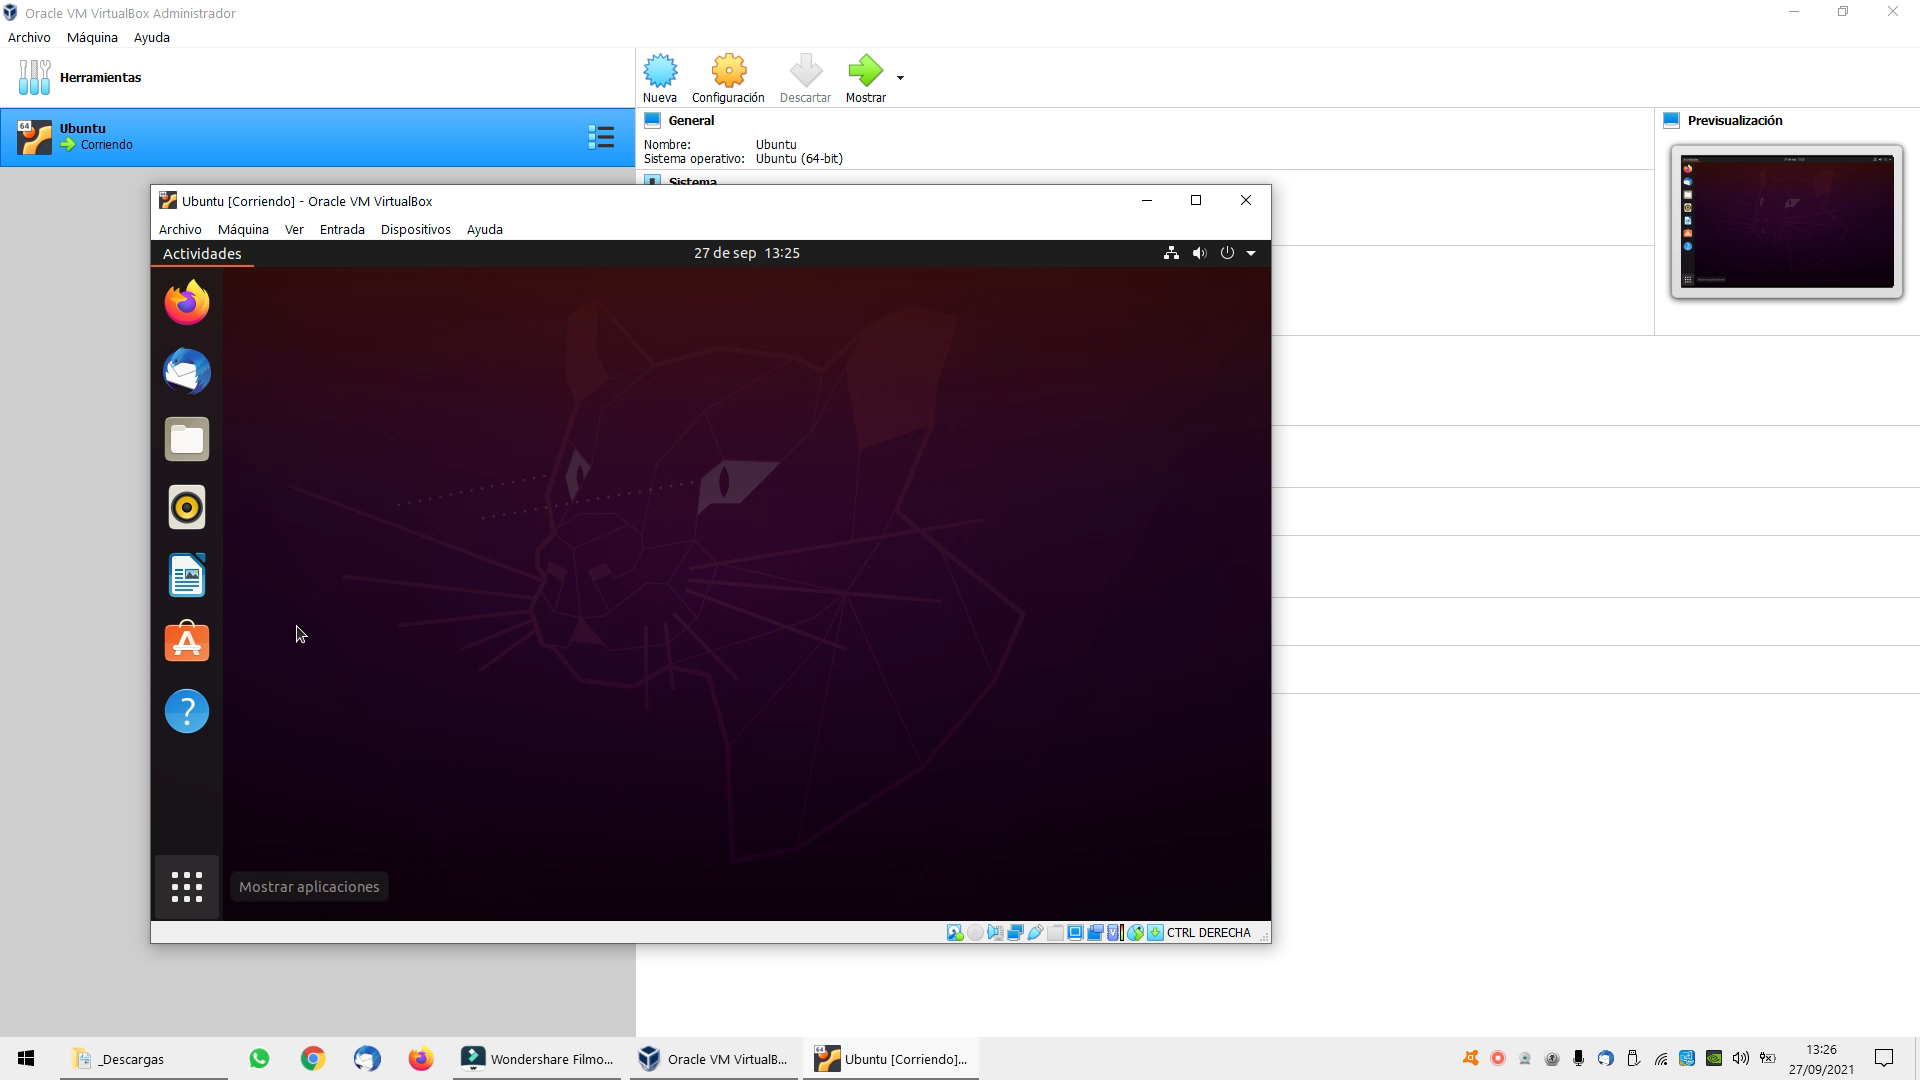 Oracle VM VirtualBox Administrador
Archivo Máquina Ayuda
Herramientas
Nueva Configuración Descartar Mostrar
64 Ubuntu
Corriendo
General
Nombre: Ubuntu
Sistema operativo: Ubuntu (64-bit)
Sistema
Previsualización
Ubuntu [Corriendo] - Oracle VM VirtualBox
Archivo Máquina Ver Entrada Dispositivos Ayuda
Actividades 27 de sep 13:25
Mostrar aplicaciones
CTRL DERECHA
_Descargas
Wondershare Filmo...
Oracle VM VirtualB...
Ubuntu [Corriendo]...
13:26
27/09/2021